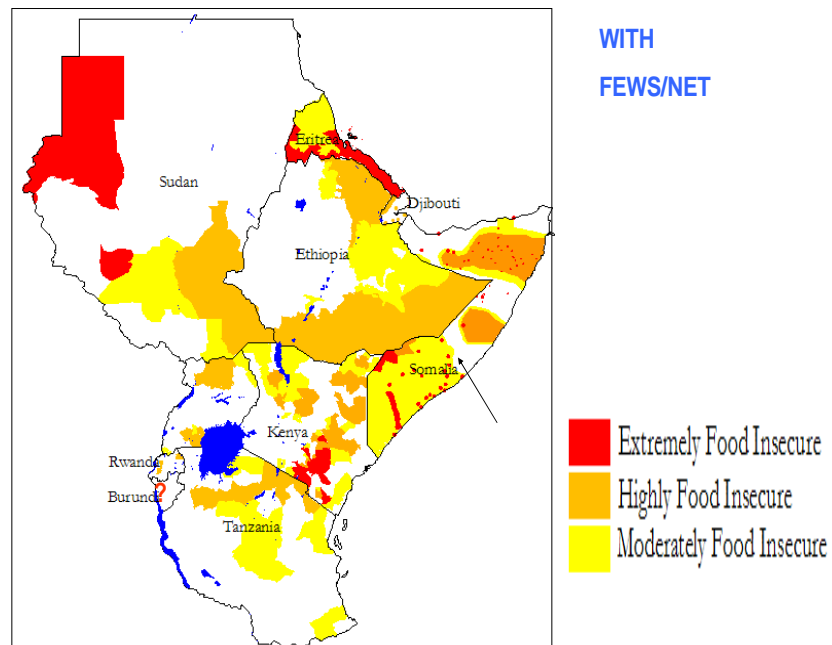 WITH
FEWS/NET
Eritrea
Sudan
Djibouti
Ethiopia
Somalia
Kenya
Rwanda
Burundi
?
Tanzania
Extremely Food Insecure
Highly Food Insecure
Moderately Food Insecure